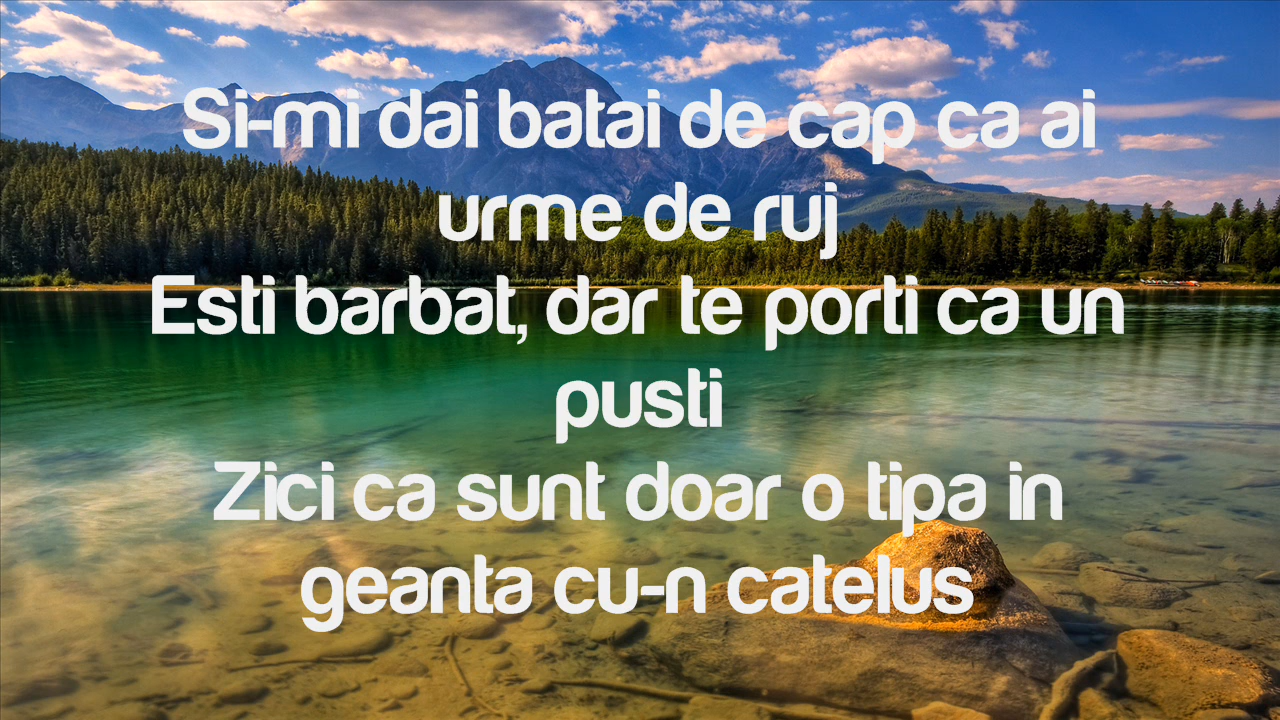 Si-mi dai batai de cap ca ai
urme de ruj
Esti barbat, dar te porti ca un
pusti
Zici ca sunt doar o tipa in
geanta cu-n catelus